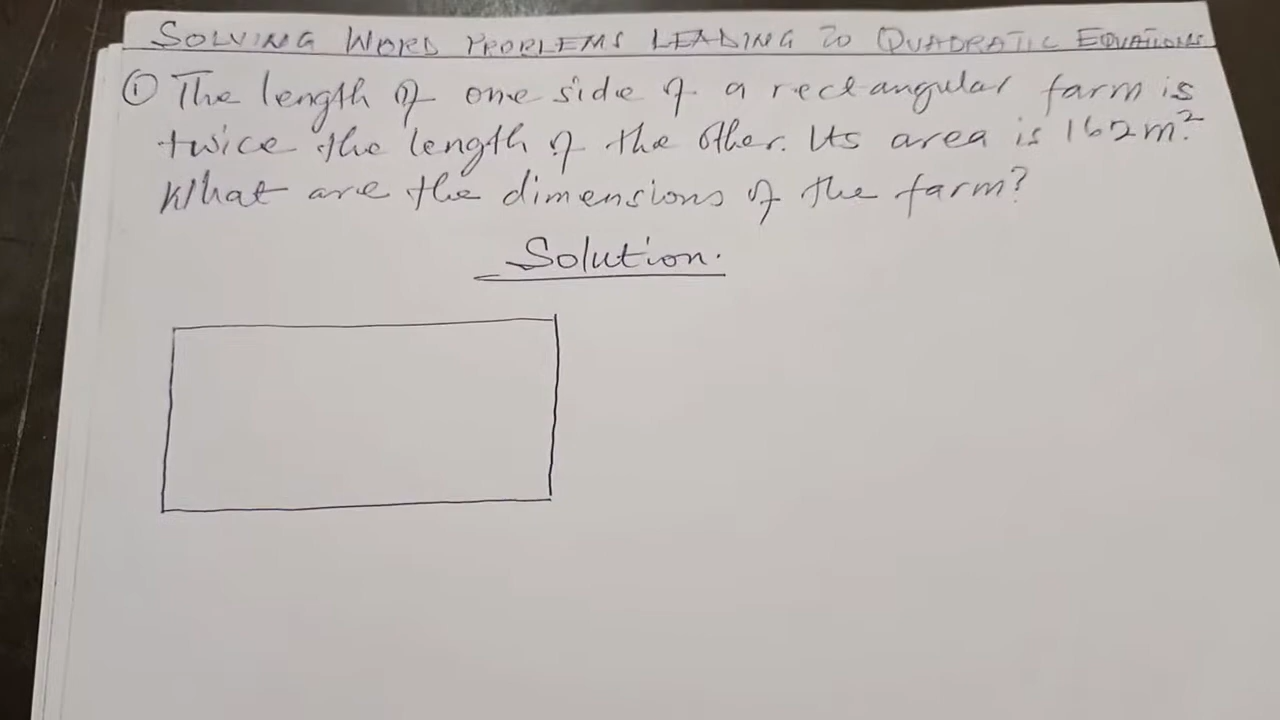 SOLVING WORD PROBLEMS LEADING TO QUADRATIC EQUATIONS
① The length of one side of a rectangular farm is
twice the length of the other. Its area is 162m².
What are the dimensions of the farm?
Solution.